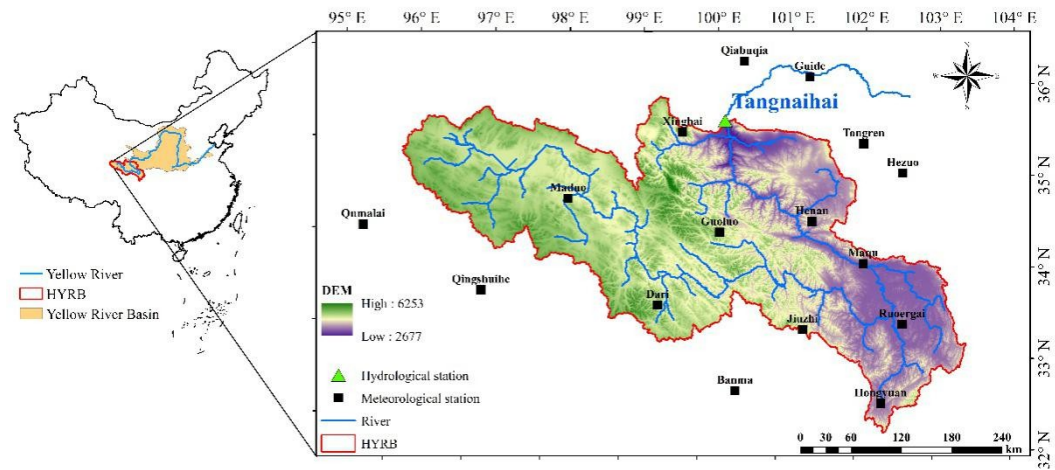 95°E 96°E 97°E 98°E 99°E 100°E 101°E 102°E 103°E 104°E
Qiabuqia
Guide
36°N
Tangnaihai
Xinghai
Tongren
Hezuo
35°N
Maduo
Qumalai
Henan
Guoluo
Maqu
34°N
Yellow River
HYRB
Yellow River Basin
Qingshuihe
DEM
High : 6253
Low : 2677
Dari
Jiuzhi
Ruoergai
33°N
Hydrological station
Meteorological station
Banma
Hongyuan
River
HYRB
0 15 30 60 120 180 240
km
32°N